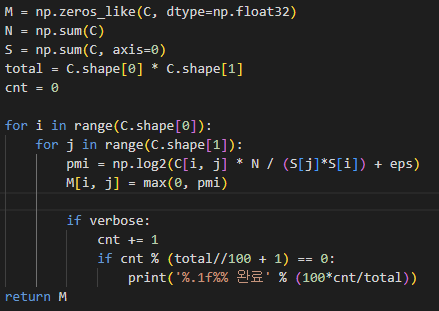 M = np.zeros_like(C, dtype=np.float32)
N = np.sum(C)
S = np.sum(C, axis=0)
total = C.shape[0] * C.shape[1]
cnt = 0

for i in range(C.shape[0]):
    for j in range(C.shape[1]):
        pmi = np.log2(C[i, j] * N / (S[j]*S[i]) + eps)
        M[i, j] = max(0, pmi)

        if verbose:
            cnt += 1
            if cnt % (total//100 + 1) == 0:
                print('%.1f%% 완료' % (100*cnt/total))
return M